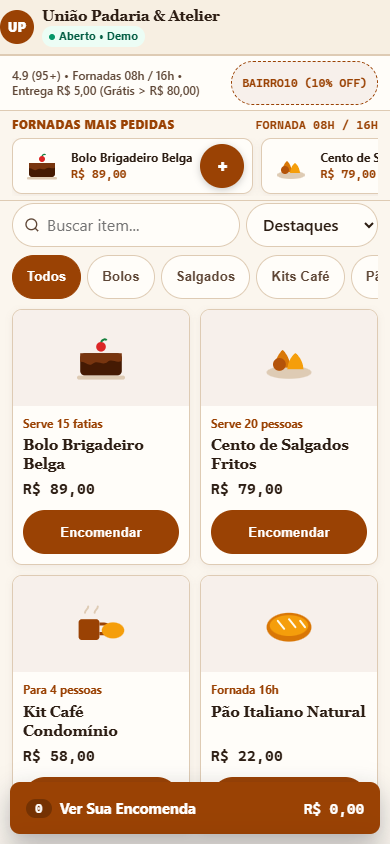 UP
União Padaria & Atelier
Aberto • Demo
4.9 (95+) • Fornadas 08h / 16h •
Entrega R$ 5,00 (Grátis > R$ 80,00)
BAIRRO10 (10% OFF)
FORNADAS MAIS PEDIDAS
FORNADA 08H / 16H
Bolo Brigadeiro Belga
R$ 89,00
+
Cento de S
R$ 79,00
Buscar item...
Destaques
Todos
Bolos
Salgados
Kits Café
Pã
Serve 15 fatias
Bolo Brigadeiro
Belga
R$ 89,00
Encomendar
Serve 20 pessoas
Cento de Salgados
Fritos
R$ 79,00
Encomendar
Para 4 pessoas
Kit Café
Condomínio
R$ 58,00
Fornada 16h
Pão Italiano Natural
R$ 22,00
0 Ver Sua Encomenda R$ 0,00